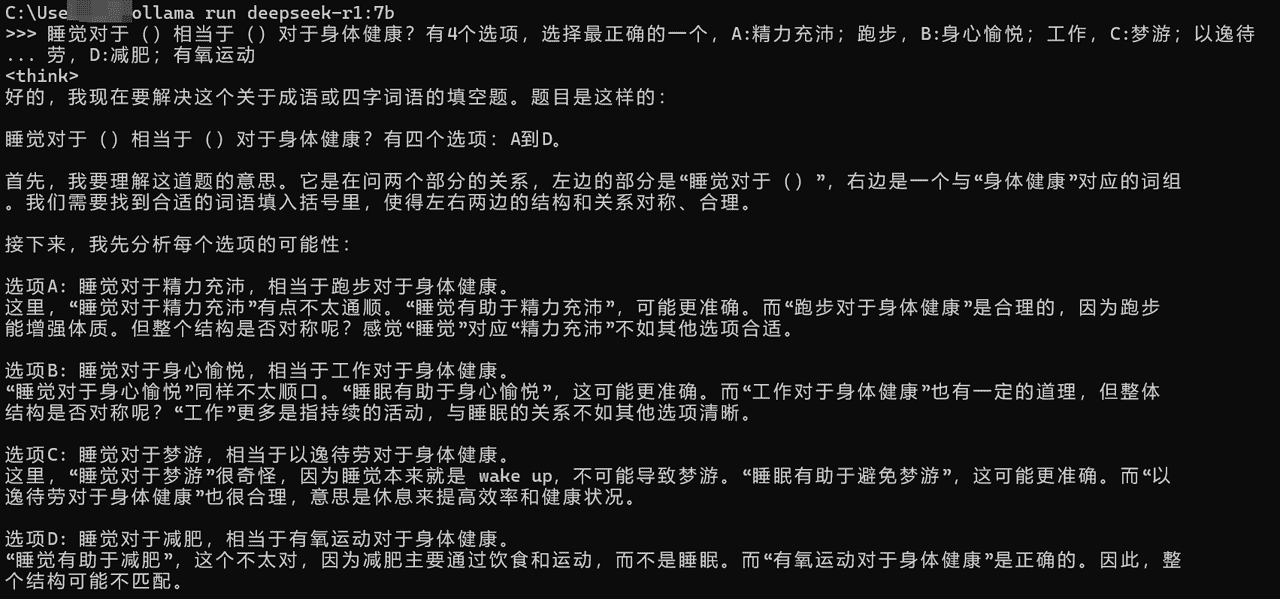 C:\Use ollama run deepseek-r1:7b
>>> 睡觉对于（）相当于（）对于身体健康？有4个选项，选择最正确的一个，A:精力充沛；跑步，B:身心愉悦；工作，C:梦游；以逸待
... 劳，D:减肥；有氧运动
<think>
好的，我现在要解决这个关于成语或四字词语的填空题。题目是这样的：
睡觉对于（）相当于（）对于身体健康？有四个选项：A到D。
首先，我要理解这道题的意思。它是在问两个部分的关系，左边的部分是“睡觉对于（）”，右边是一个与“身体健康”对应的词组
。我们需要找到合适的词语填入括号里，使得左右两边的结构和关系对称、合理。
接下来，我先分析每个选项的可能性：
选项A：睡觉对于精力充沛，相当于跑步对于身体健康。
这里，“睡觉对于精力充沛”有点不太通顺。“睡觉有助于精力充沛”，可能更准确。而“跑步对于身体健康”是合理的，因为跑步
能增强体质。但整个结构是否对称呢？感觉“睡觉”对应“精力充沛”不如其他选项合适。
选项B：睡觉对于身心愉悦，相当于工作对于身体健康。
“睡觉对于身心愉悦”同样不太顺口。“睡眠有助于身心愉悦”，这可能更准确。而“工作对于身体健康”也有一定的道理，但整体
结构是否对称呢？“工作”更多是指持续的活动，与睡眠的关系不如其他选项清晰。
选项C：睡觉对于梦游，相当于以逸待劳对于身体健康。
这里，“睡觉对于梦游”很奇怪，因为睡觉本来就是 wake up，不可能导致梦游。“睡眠有助于避免梦游”，这可能更准确。而“以
逸待劳对于身体健康”也很合理，意思是休息来提高效率和健康状况。
选项D：睡觉对于减肥，相当于有氧运动对于身体健康。
“睡觉有助于减肥”，这个不太对，因为减肥主要通过饮食和运动，而不是睡眠。而“有氧运动对于身体健康”是正确的。因此，整
个结构可能不匹配。